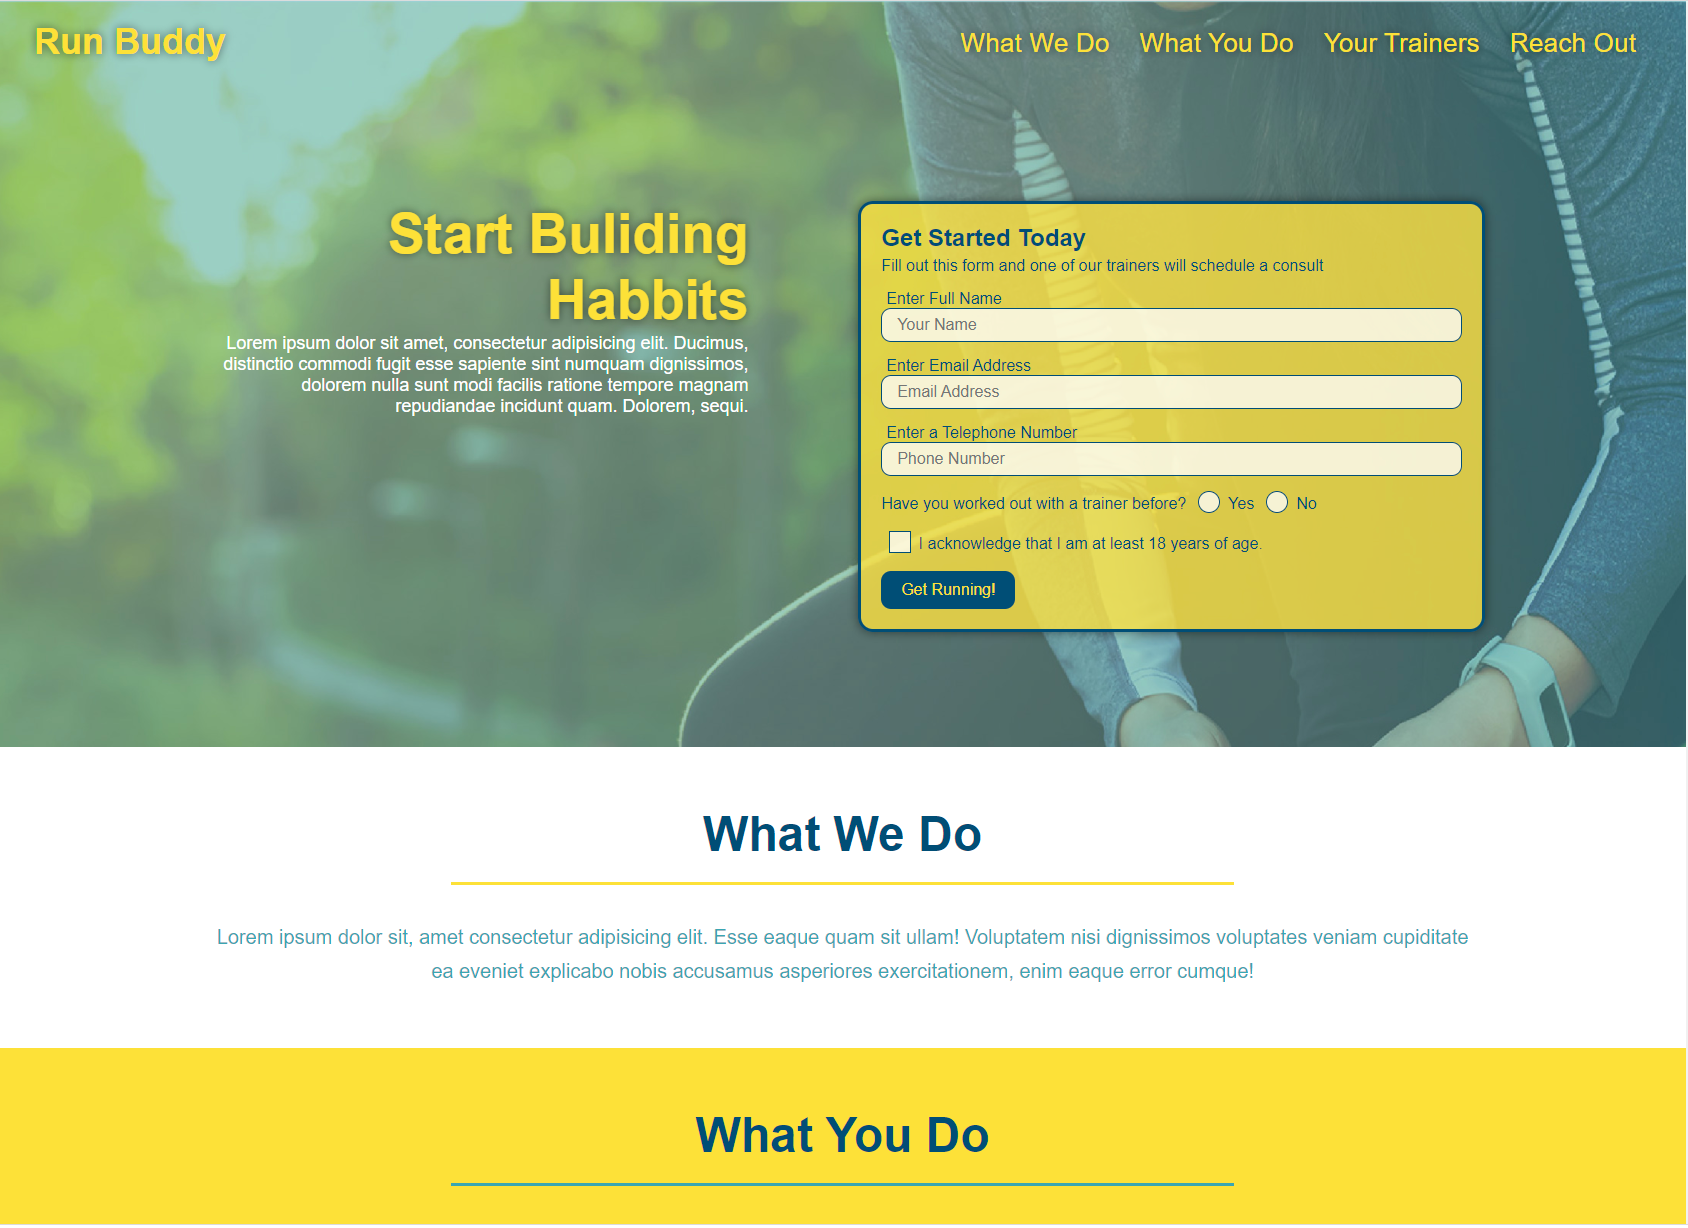 Run Buddy
What We Do
What You Do
Your Trainers
Reach Out
Start Buliding
Habbits
Lorem ipsum dolor sit amet, consectetur adipisicing elit. Ducimus,
distinctio commodi fugit esse sapiente sint numquam dignissimos,
dolorem nulla sunt modi facilis ratione tempore magnam
repudiandae incidunt quam. Dolorem, sequi.
Get Started Today
Fill out this form and one of our trainers will schedule a consult
Enter Full Name
Your Name
Enter Email Address
Email Address
Enter a Telephone Number
Phone Number
Have you worked out with a trainer before? Yes No
I acknowledge that I am at least 18 years of age.
Get Running!
What We Do
Lorem ipsum dolor sit, amet consectetur adipisicing elit. Esse eaque quam sit ullam! Voluptatem nisi dignissimos voluptates veniam cupiditate
ea eveniet explicabo nobis accusamus asperiores exercitationem, enim eaque error cumque!
What You Do